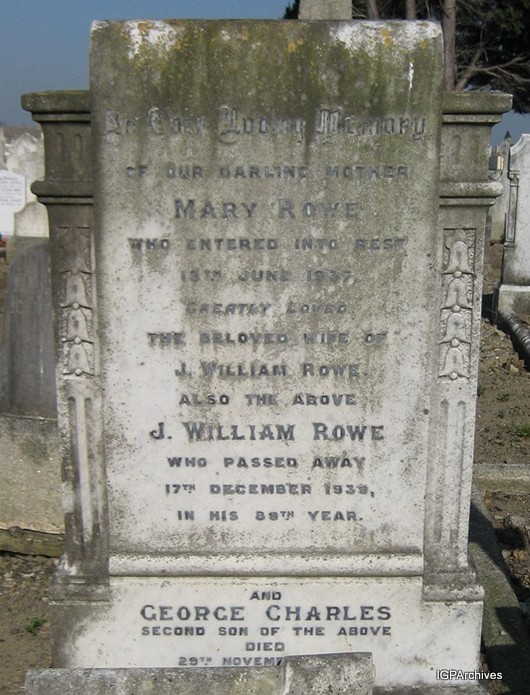 In Ever Loving Memory
OF OUR DARLING MOTHER
MARY ROWE
WHO ENTERED INTO REST
JUNE
GREATLY LOVED
THE BELOVED WIFE OF
J. WILLIAM ROWE.
ALSO THE ABOVE
J. WILLIAM ROWE
WHO PASSED AWAY
17TH DECEMBER 1939,
IN HIS 89TH YEAR.
AND
GEORGE CHARLES
SECOND SON OF THE ABOVE
DIED
29TH
IGPArchives